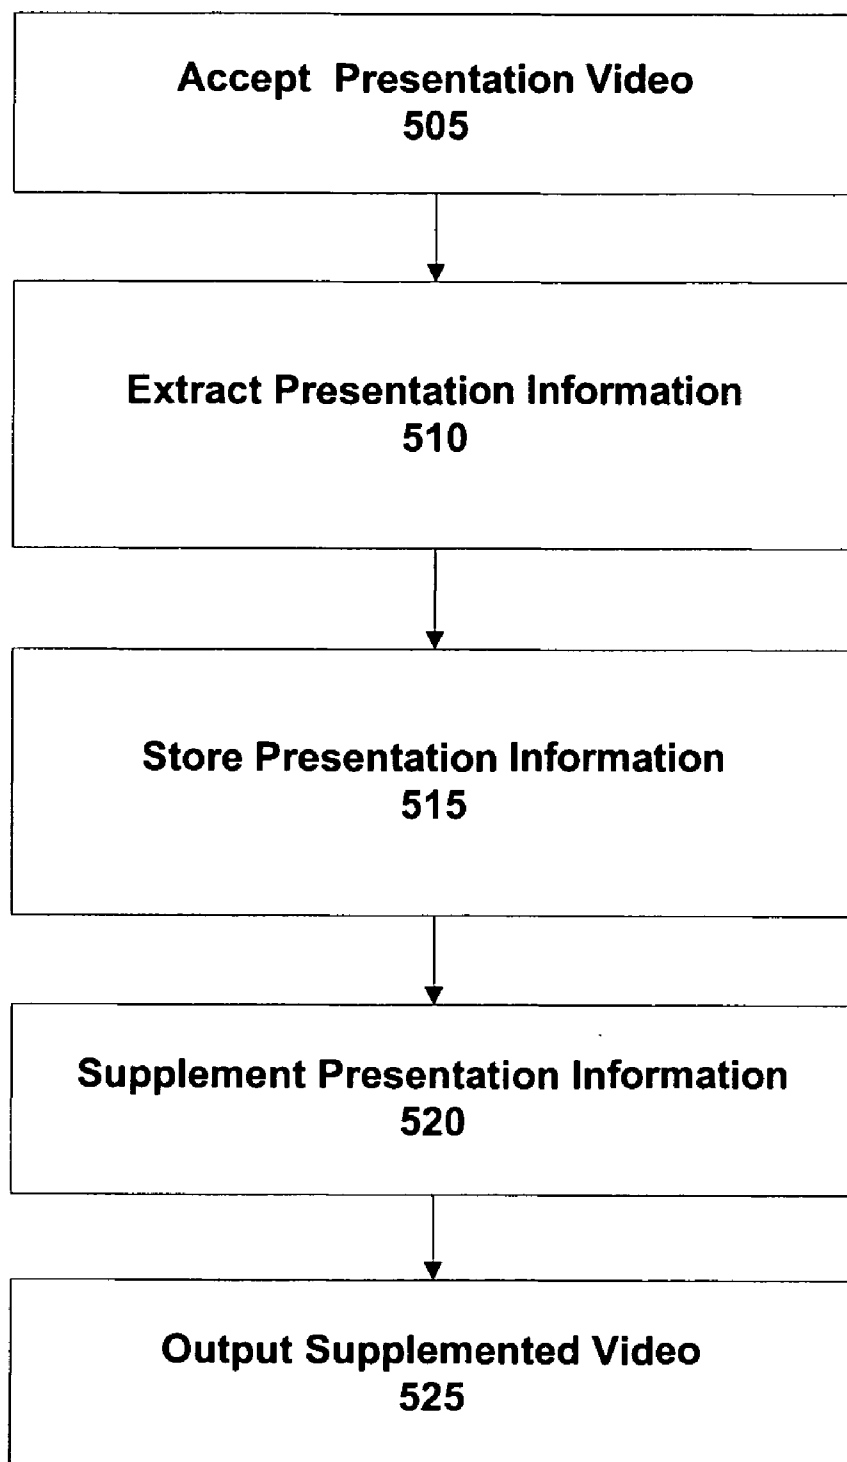 Accept Presentation Video
505
Extract Presentation Information
510
Store Presentation Information
515
Supplement Presentation Information
520
Output Supplemented Video
525